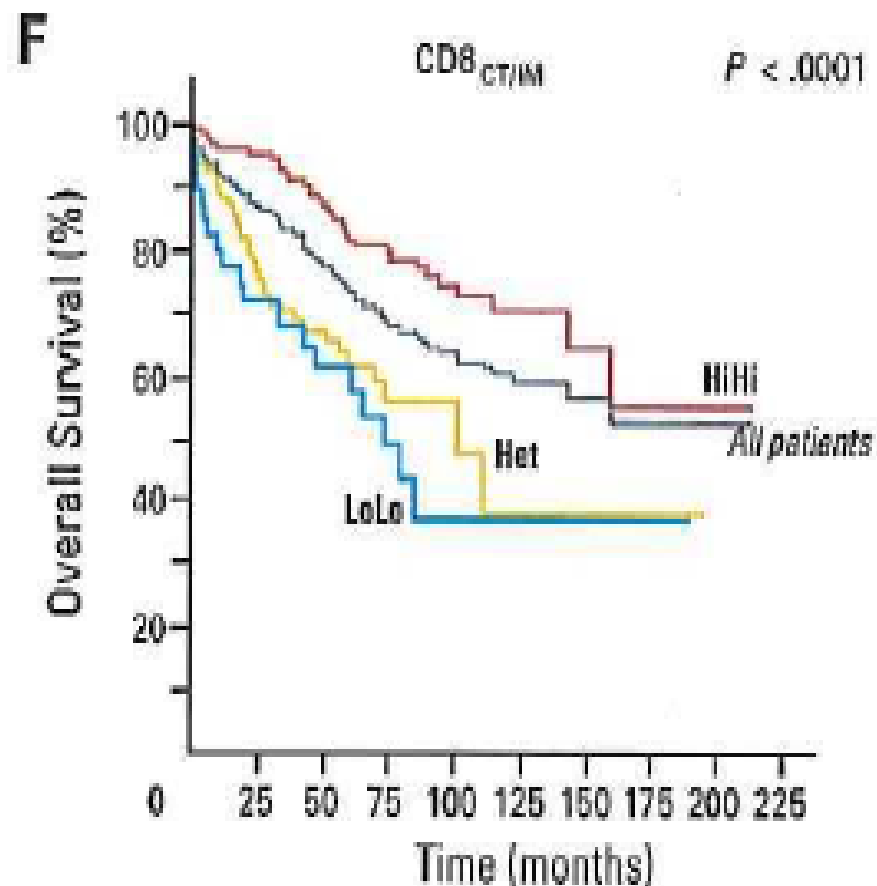 F
CD8CT/IM
P < .0001
Overall Survival (%)
100
80
60
40
20
HiHi
All patients
Het
LoLo
0 25 50 75 100 125 150 175 200 225
Time (months)